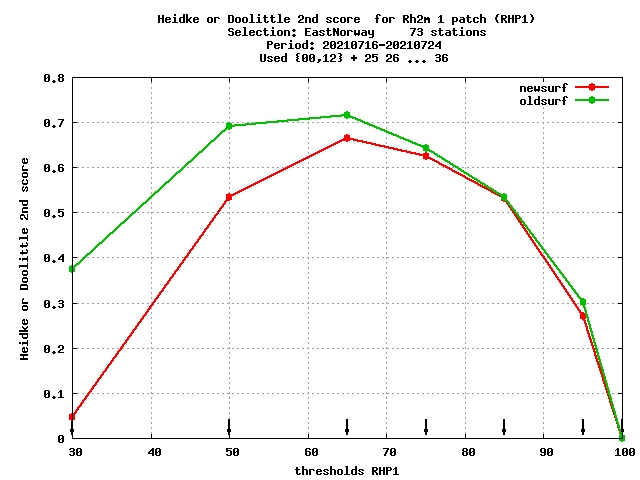 Heidke or Doolittle 2nd score  for Rh2m 1 patch (RHP1)
Selection: EastNorway     73 stations
Period: 20210716-20210724
Used {00,12} + 25 26 ... 36
newsurf
oldsurf
Heidke or Doolittle 2nd score
0.8
0.7
0.6
0.5
0.4
0.3
0.2
0.1
0
30 40 50 60 70 80 90 100
thresholds RHP1